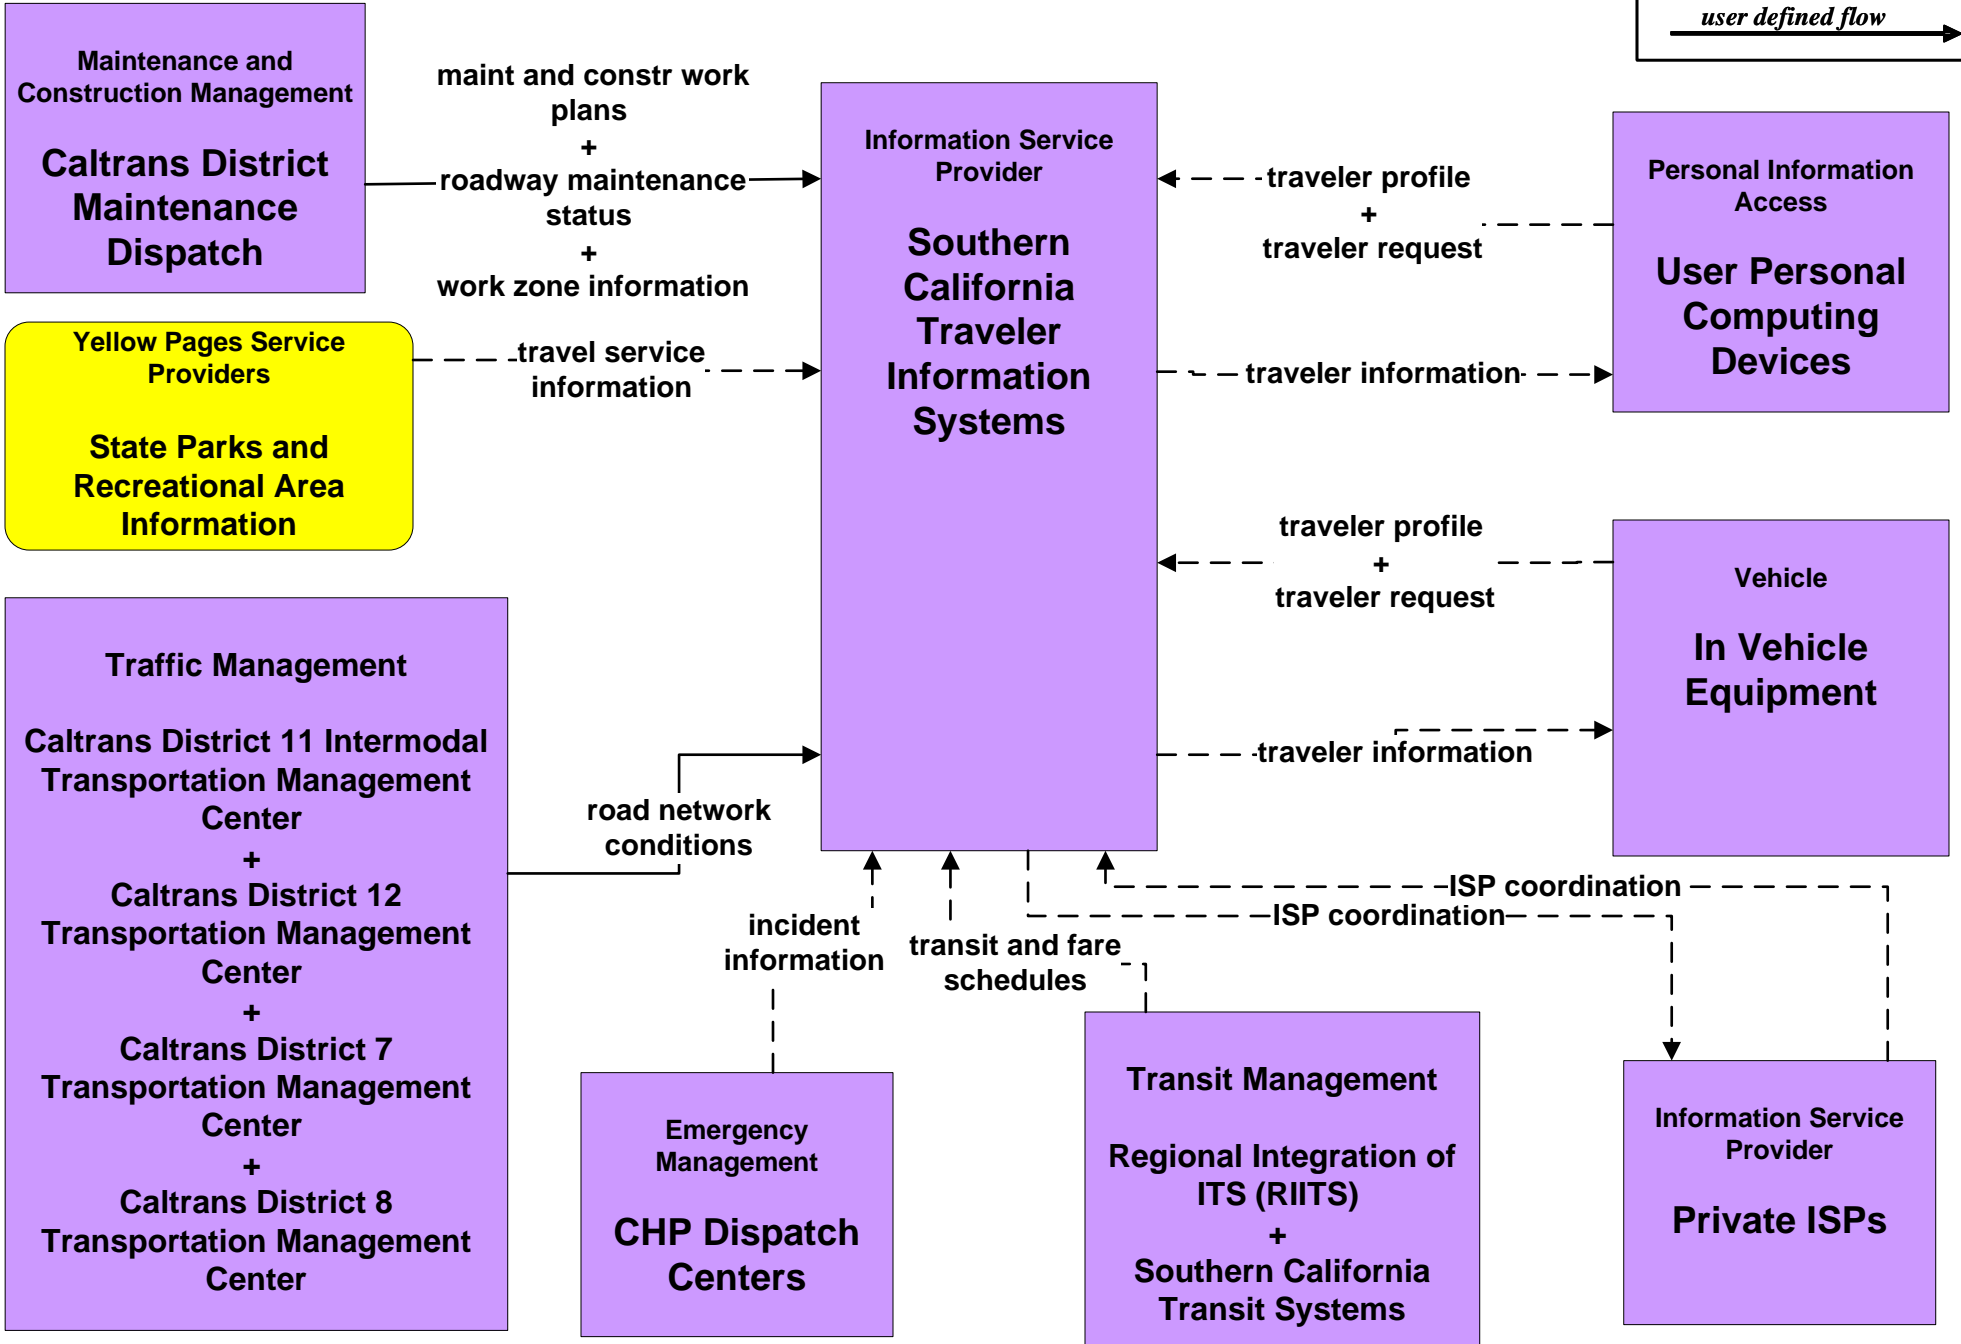 user defined flow
Maintenance and
Construction Management
Caltrans District
Maintenance
Dispatch
maint and constr work
plans
+
roadway maintenance
status
+
work zone information
Information Service
Provider
Southern
California
Traveler
Information
Systems
traveler profile
+
traveler request
Personal Information
Access
User Personal
Computing
Devices
traveler information
Yellow Pages Service
Providers
State Parks and
Recreational Area
Information
travel service
information
traveler profile
+
traveler request
Vehicle
In Vehicle
Equipment
traveler information
Traffic Management
Caltrans District 11 Intermodal
Transportation Management
Center
+
Caltrans District 12
Transportation Management
Center
+
Caltrans District 7
Transportation Management
Center
+
Caltrans District 8
Transportation Management
Center
road network
conditions
incident
information
transit and fare
schedules
ISP coordination
ISP coordination
Emergency
Management
CHP Dispatch
Centers
Transit Management
Regional Integration of
ITS (RIITS)
+
Southern California
Transit Systems
Information Service
Provider
Private ISPs